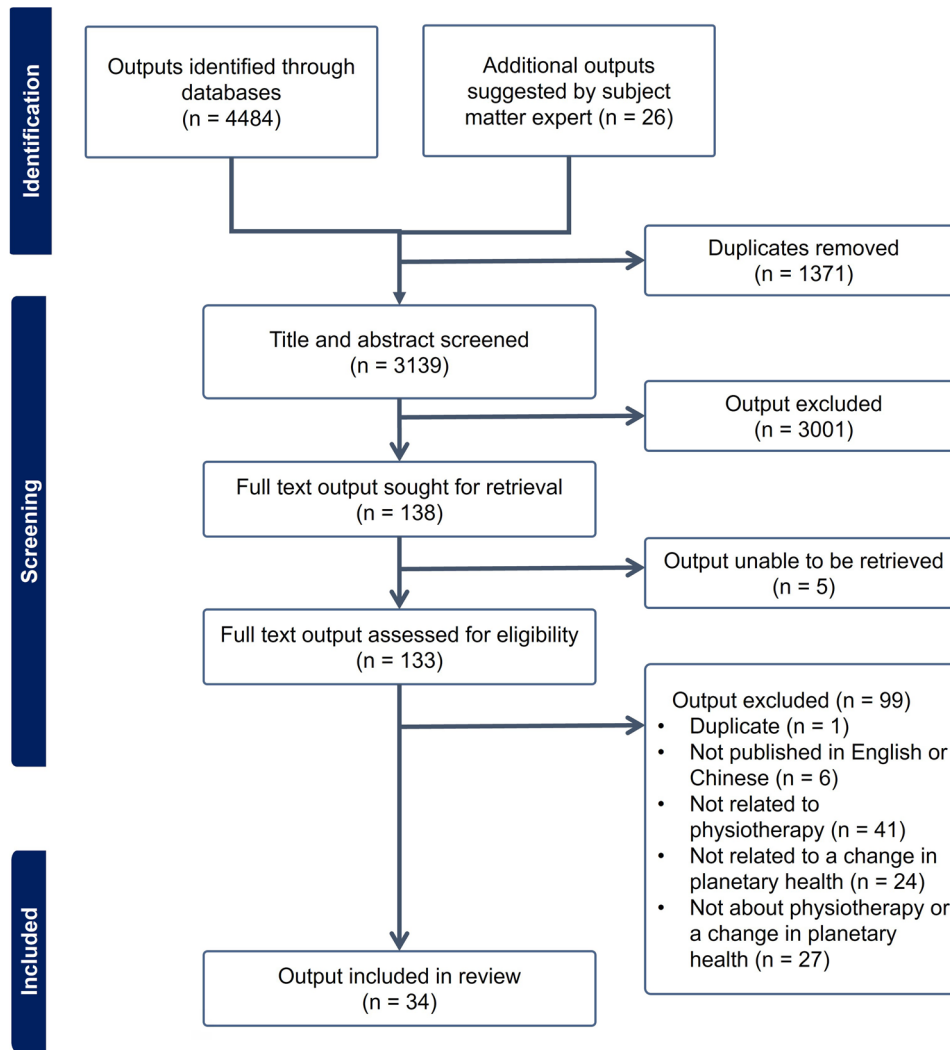 Identification
Outputs identified through
databases
(n = 4484)
Additional outputs
suggested by subject
matter expert (n = 26)
Duplicates removed
(n = 1371)
Screening
Title and abstract screened
(n = 3139)
Output excluded
(n = 3001)
Full text output sought for retrieval
(n = 138)
Output unable to be retrieved
(n = 5)
Full text output assessed for eligibility
(n = 133)
Output excluded (n = 99)
• Duplicate (n = 1)
• Not published in English or
Chinese (n = 6)
• Not related to
physiotherapy (n = 41)
• Not related to a change in
planetary health (n = 24)
• Not about physiotherapy or
a change in planetary
health (n = 27)
Included
Output included in review
(n = 34)